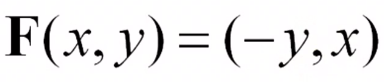 F(x, y) = (−y, x)